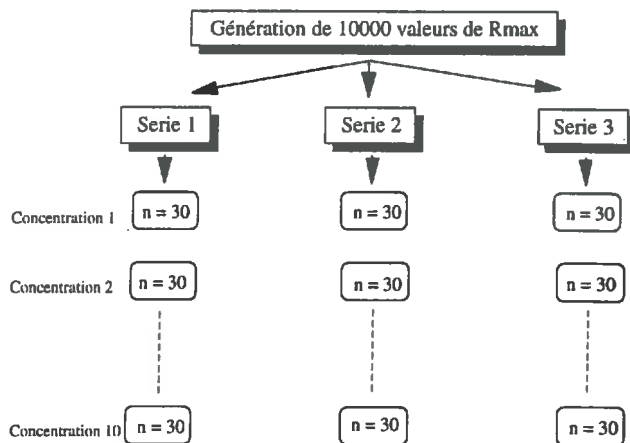 Génération de 10000 valeurs de Rmax
Serie 1 Serie 2 Serie 3
Concentration 1 n = 30 n = 30 n = 30
Concentration 2 n = 30 n = 30 n = 30
Concentration 10 n = 30 n = 30 n = 30